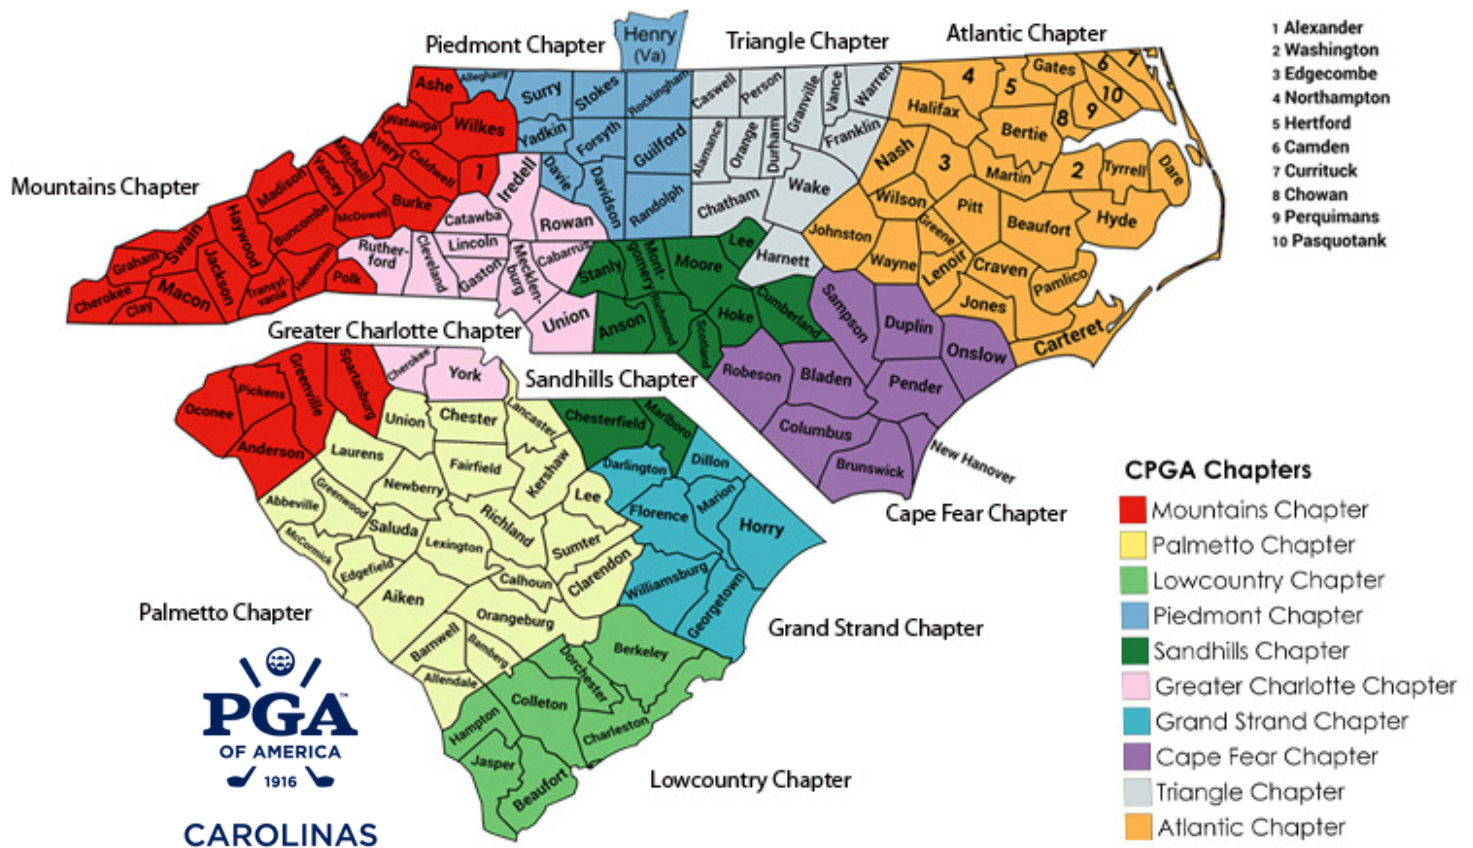 Piedmont Chapter
Henry
(Va)
Triangle Chapter
Atlantic Chapter
Mountains Chapter
Ashe
Alleghany
Surry
Stokes
Rockingham
Caswell
Person
Granville
Vance
Warren
4
5
Gates
6
7
Halifax
10
9
8
Bertie
Watauga
Wilkes
Yadkin
Forsyth
Guilford
Alamance
Orange
Durham
Franklin
Nash
3
Martin
2
Tyrrell
Dare
Avery
Mitchell
Yancey
Madison
Caldwell
1
Iredell
Davie
Davidson
Randolph
Chatham
Wake
Wilson
Pitt
Beaufort
Hyde
Burke
McDowell
Buncombe
Haywood
Swain
Graham
Catawba
Rowan
Johnston
Greene
Wayne
Lenoir
Craven
Pamlico
Jones
Carteret
Ruther-
ford
Cleveland
Lincoln
Gaston
Mecklen-
burg
Cabarrus
Stanly
Mont-
gomery
Moore
Lee
Harnett
Cherokee
Clay
Macon
Jackson
Transyl-
vania
Henderson
Polk
Union
Anson
Richmond
Scotland
Hoke
Cumberland
Sampson
Duplin
Onslow
Robeson
Bladen
Pender
Columbus
Brunswick
New Hanover
Greater Charlotte Chapter
Sandhills Chapter
Cape Fear Chapter
Oconee
Pickens
Greenville
Spartanburg
Anderson
Cherokee
York
Union
Chester
Lancaster
Chesterfield
Marlboro
Laurens
Fairfield
Kershaw
Darlington
Dillon
Abbeville
Greenwood
Newberry
Lee
Florence
Marion
Horry
McCormick
Saluda
Richland
Lexington
Sumter
Edgefield
Calhoun
Clarendon
Williamsburg
Georgetown
Aiken
Orangeburg
Barnwell
Bamberg
Allendale
Berkeley
Dorchester
Colleton
Charleston
Hampton
Jasper
Beaufort
Palmetto Chapter
Grand Strand Chapter
Lowcountry Chapter
PGA™
OF AMERICA
1916
CAROLINAS
1 Alexander
2 Washington
3 Edgecombe
4 Northampton
5 Hertford
6 Camden
7 Currituck
8 Chowan
9 Perquimans
10 Pasquotank
CPGA Chapters
Mountains Chapter
Palmetto Chapter
Lowcountry Chapter
Piedmont Chapter
Sandhills Chapter
Greater Charlotte Chapter
Grand Strand Chapter
Cape Fear Chapter
Triangle Chapter
Atlantic Chapter